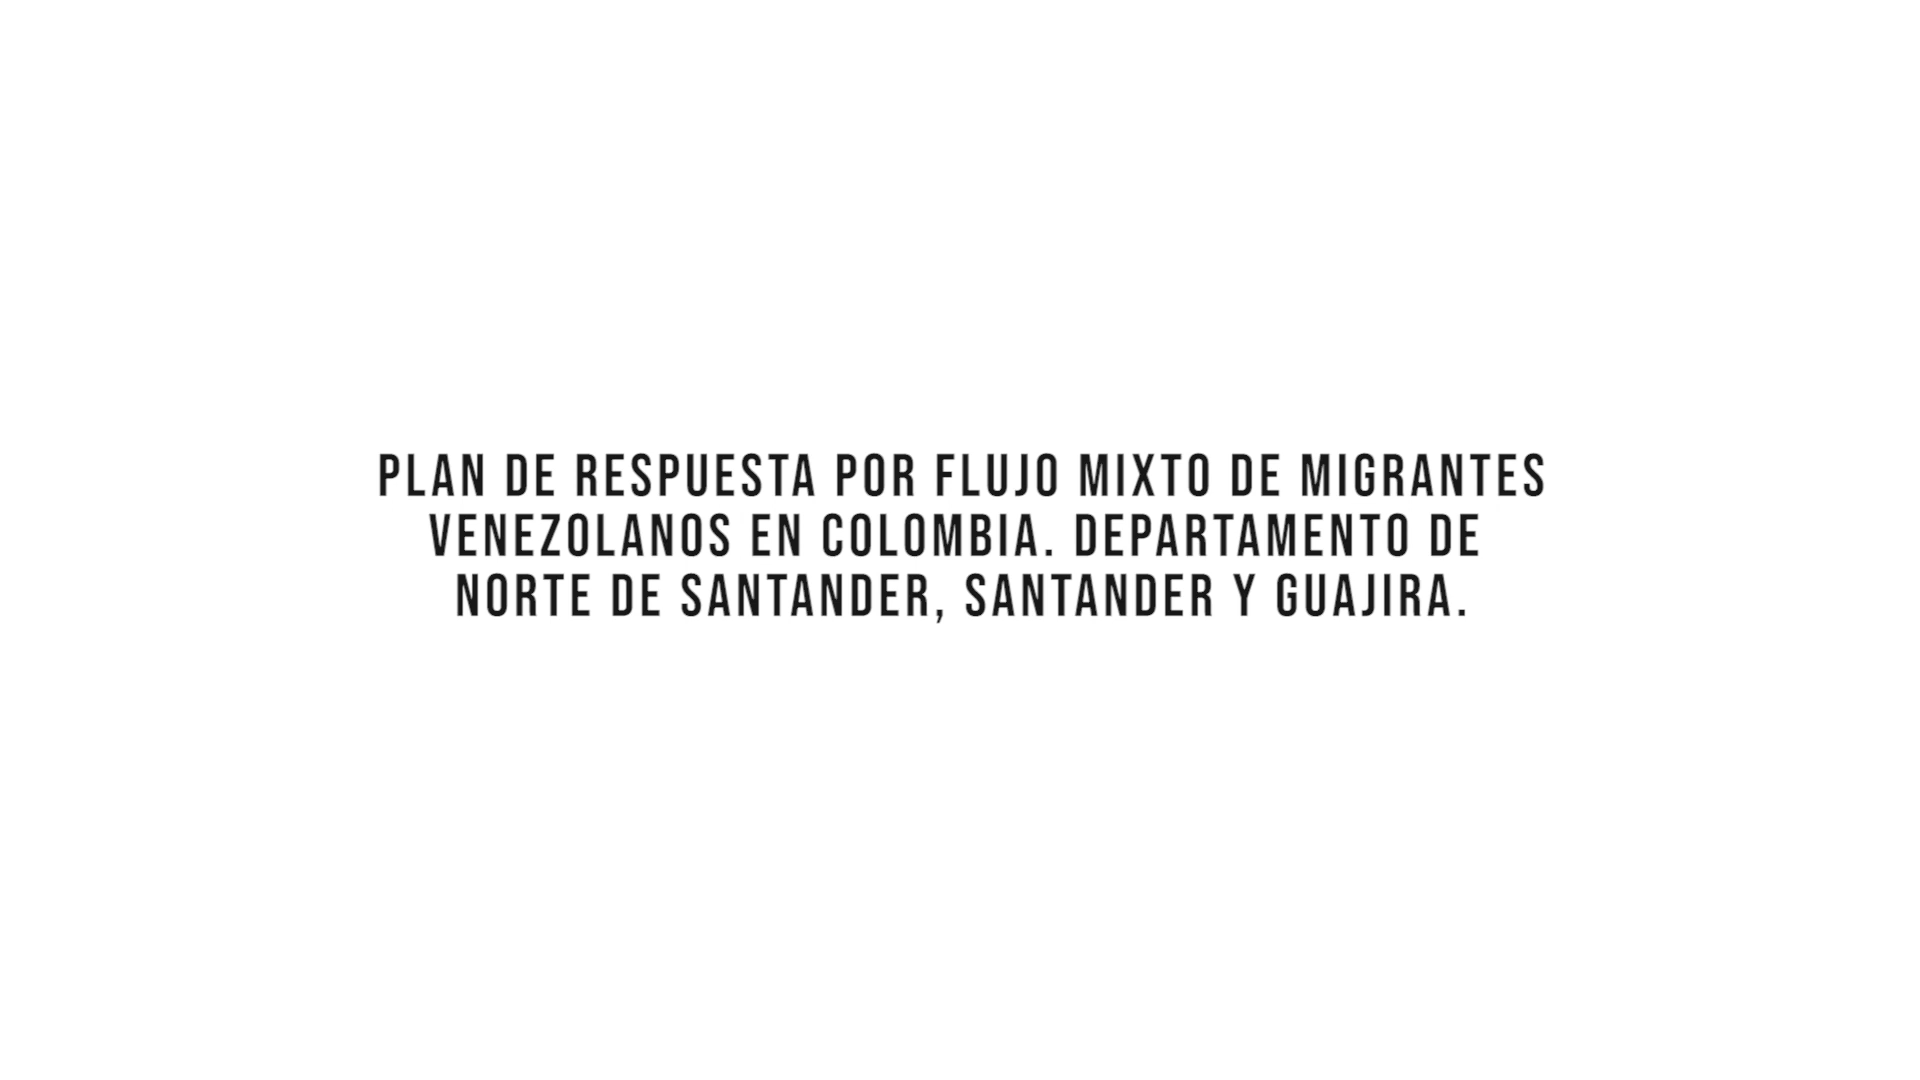 PLAN DE RESPUESTA POR FLUJO MIXTO DE MIGRANTES
VENEZOLANOS EN COLOMBIA. DEPARTAMENTO DE
NORTE DE SANTANDER, SANTANDER Y GUAJIRA.